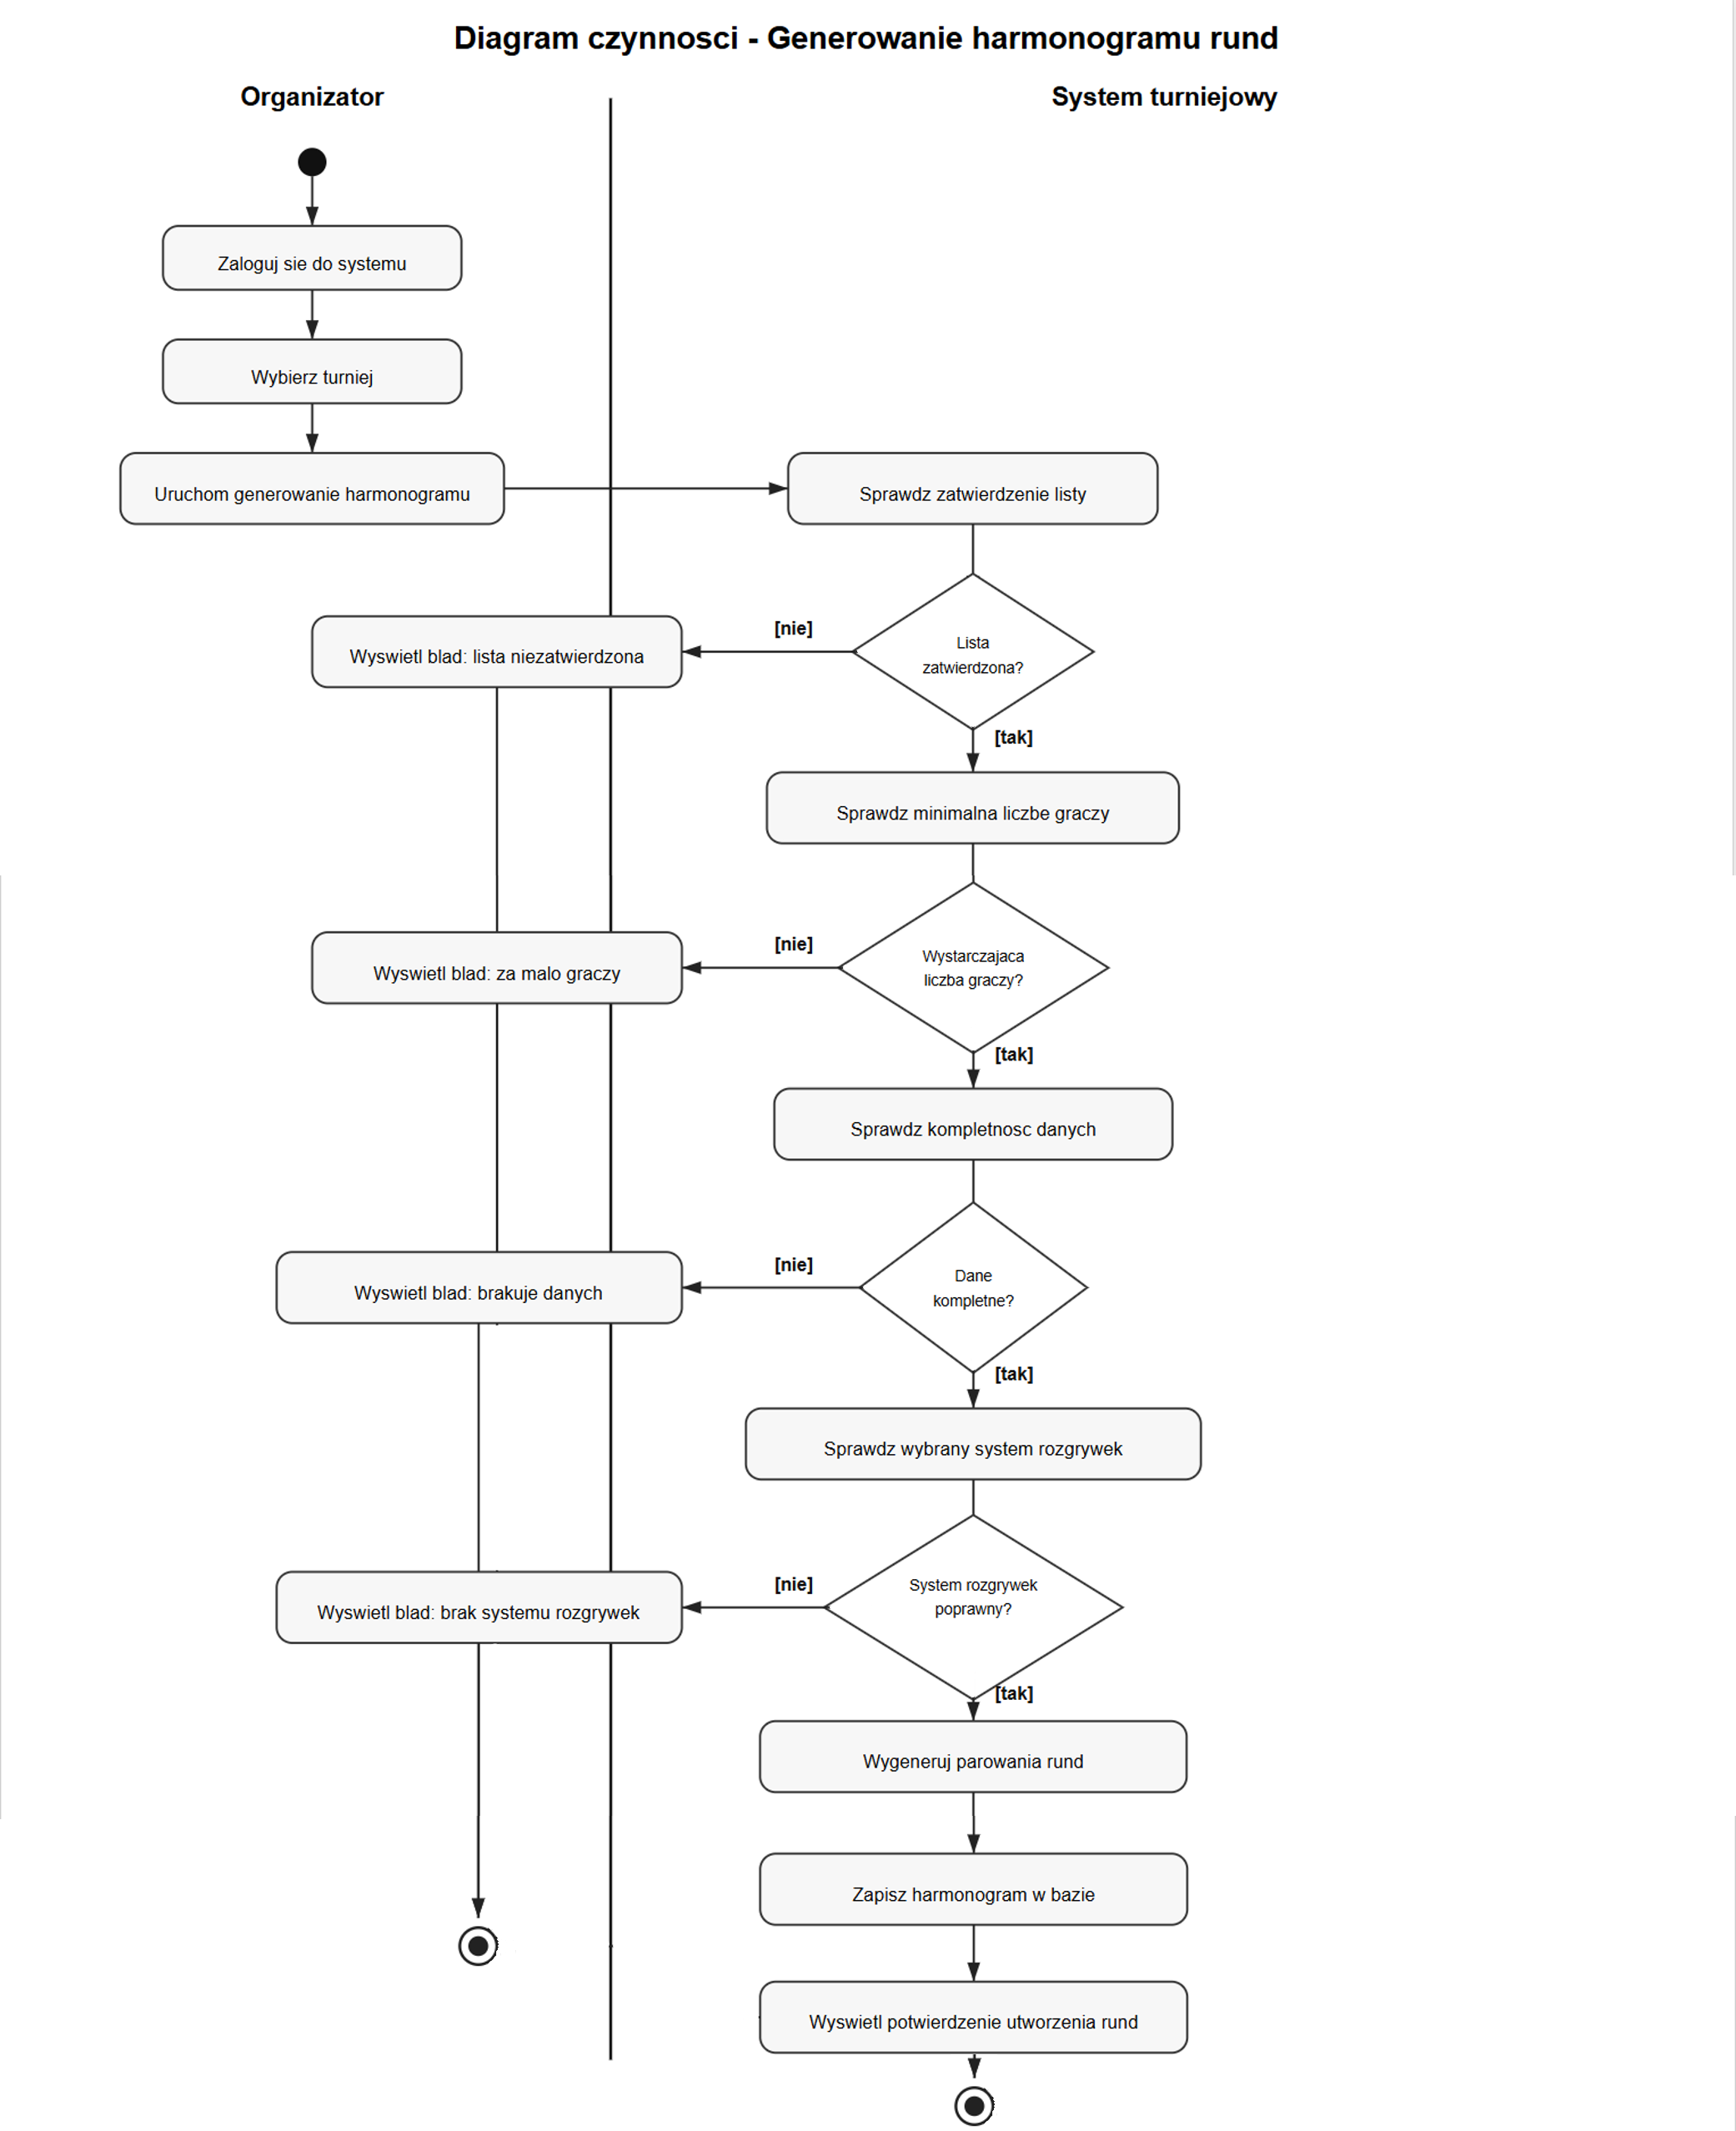 Diagram czynnosci - Generowanie harmonogramu rund
Organizator
System turniejowy
Zaloguj sie do systemu
Wybierz turniej
Uruchom generowanie harmonogramu
Sprawdz zatwierdzenie listy
[nie]
Lista
zatwierdzona?
Wyswietl blad: lista niezatwierdzona
[tak]
Sprawdz minimalna liczbe graczy
[nie]
Wystarczajaca
liczba graczy?
Wyswietl blad: za malo graczy
[tak]
Sprawdz kompletnosc danych
[nie]
Dane
kompletne?
Wyswietl blad: brakuje danych
[tak]
Sprawdz wybrany system rozgrywek
[nie]
System rozgrywek
poprawny?
Wyswietl blad: brak systemu rozgrywek
[tak]
Wygeneruj parowania rund
Zapisz harmonogram w bazie
Wyswietl potwierdzenie utworzenia rund